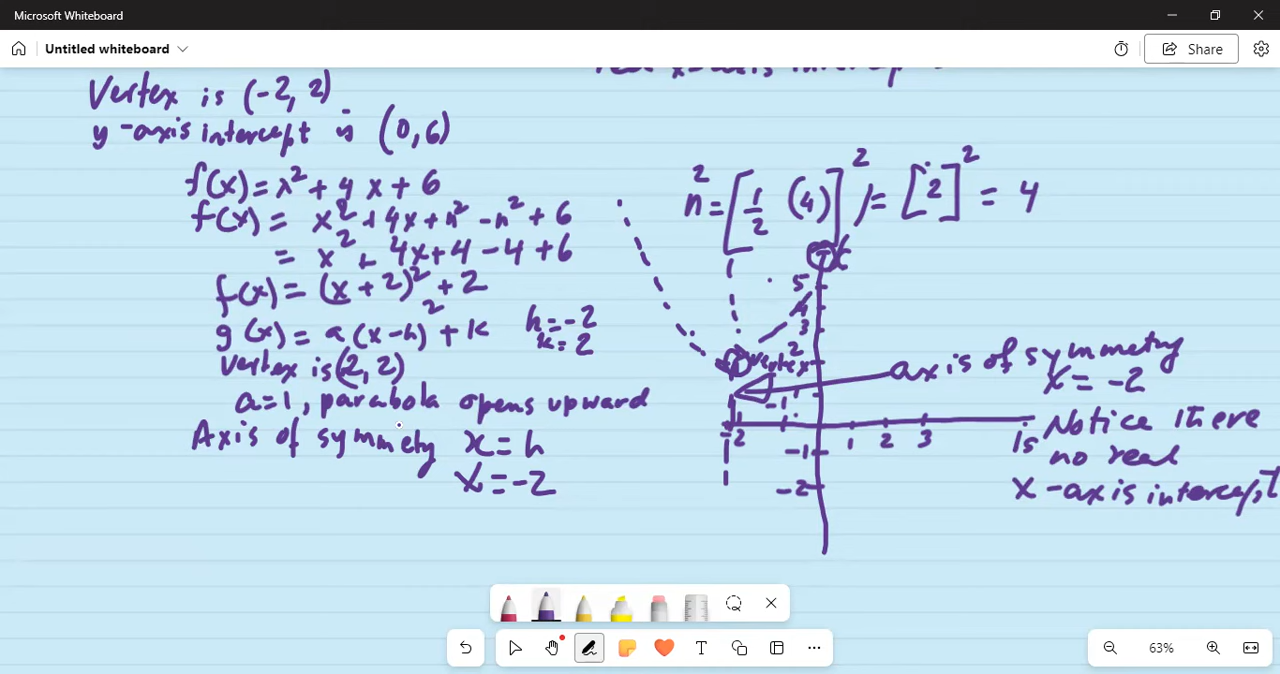 Microsoft Whiteboard
Untitled whiteboard
Share
Vertex is (-2, 2)
y-axis intercept is (0,6)
f(x) = x² + 4x + 6
f(x) = x² + 4x + n² - n² + 6
= x² + 4x + 4 - 4 + 6
f(x) = (x + 2)² + 2
g(x) = a(x-h)² + k
h = -2
k = 2
Vertex is (2, 2)
a=1, parabola opens upward
Axis of symmety x = h
x = -2
n² = [1/2 (4)]² = [2]² = 4
5
4
3
2
vertex
1
-1
-2
-1
1
2
3
-2
axis of symmetry
x = -2
Notice there
is no real
x-axis intercept
63%